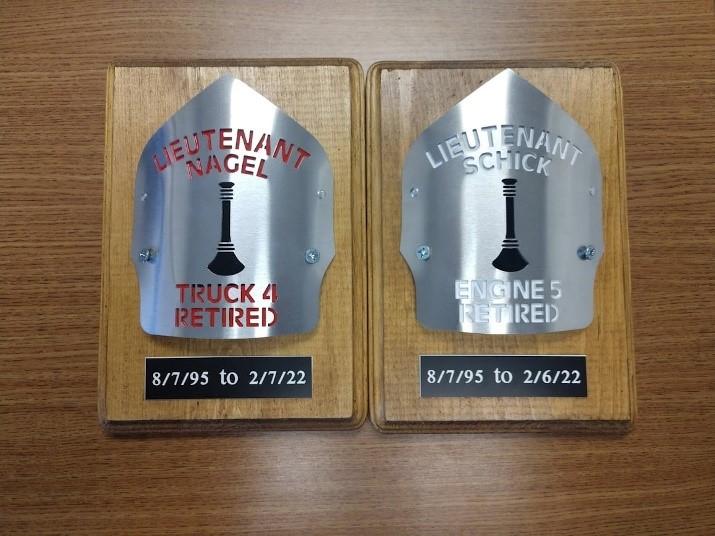 LIEUTENANT
NAGEL
TRUCK 4
RETIRED
8/7/95 to 2/7/22
LIEUTENANT
SCHICK
ENGINE 5
RETIRED
8/7/95 to 2/6/22